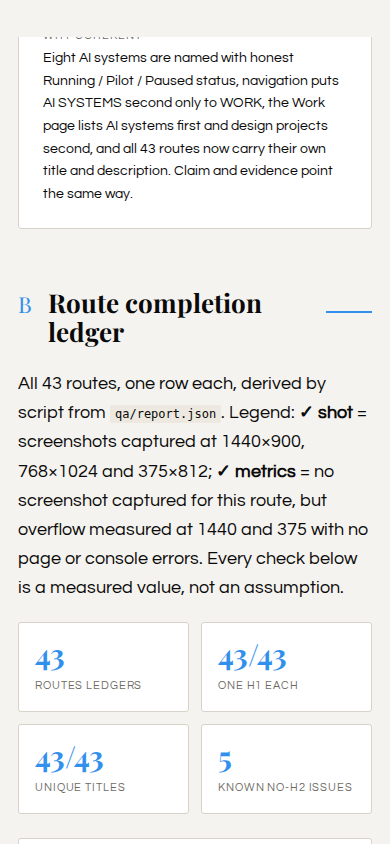 Eight AI systems are named with honest
Running / Pilot / Paused status, navigation puts
AI SYSTEMS second only to WORK, the Work
page lists AI systems first and design projects
second, and all 43 routes now carry their own
title and description. Claim and evidence point
the same way.
B Route completion
ledger
All 43 routes, one row each, derived by
script from qa/report.json. Legend: ✓ shot =
screenshots captured at 1440×900,
768×1024 and 375×812; ✓ metrics = no
screenshot captured for this route, but
overflow measured at 1440 and 375 with no
page or console errors. Every check below
is a measured value, not an assumption.
43
ROUTES LEDGERS
43/43
ONE H1 EACH
43/43
UNIQUE TITLES
5
KNOWN NO-H2 ISSUES